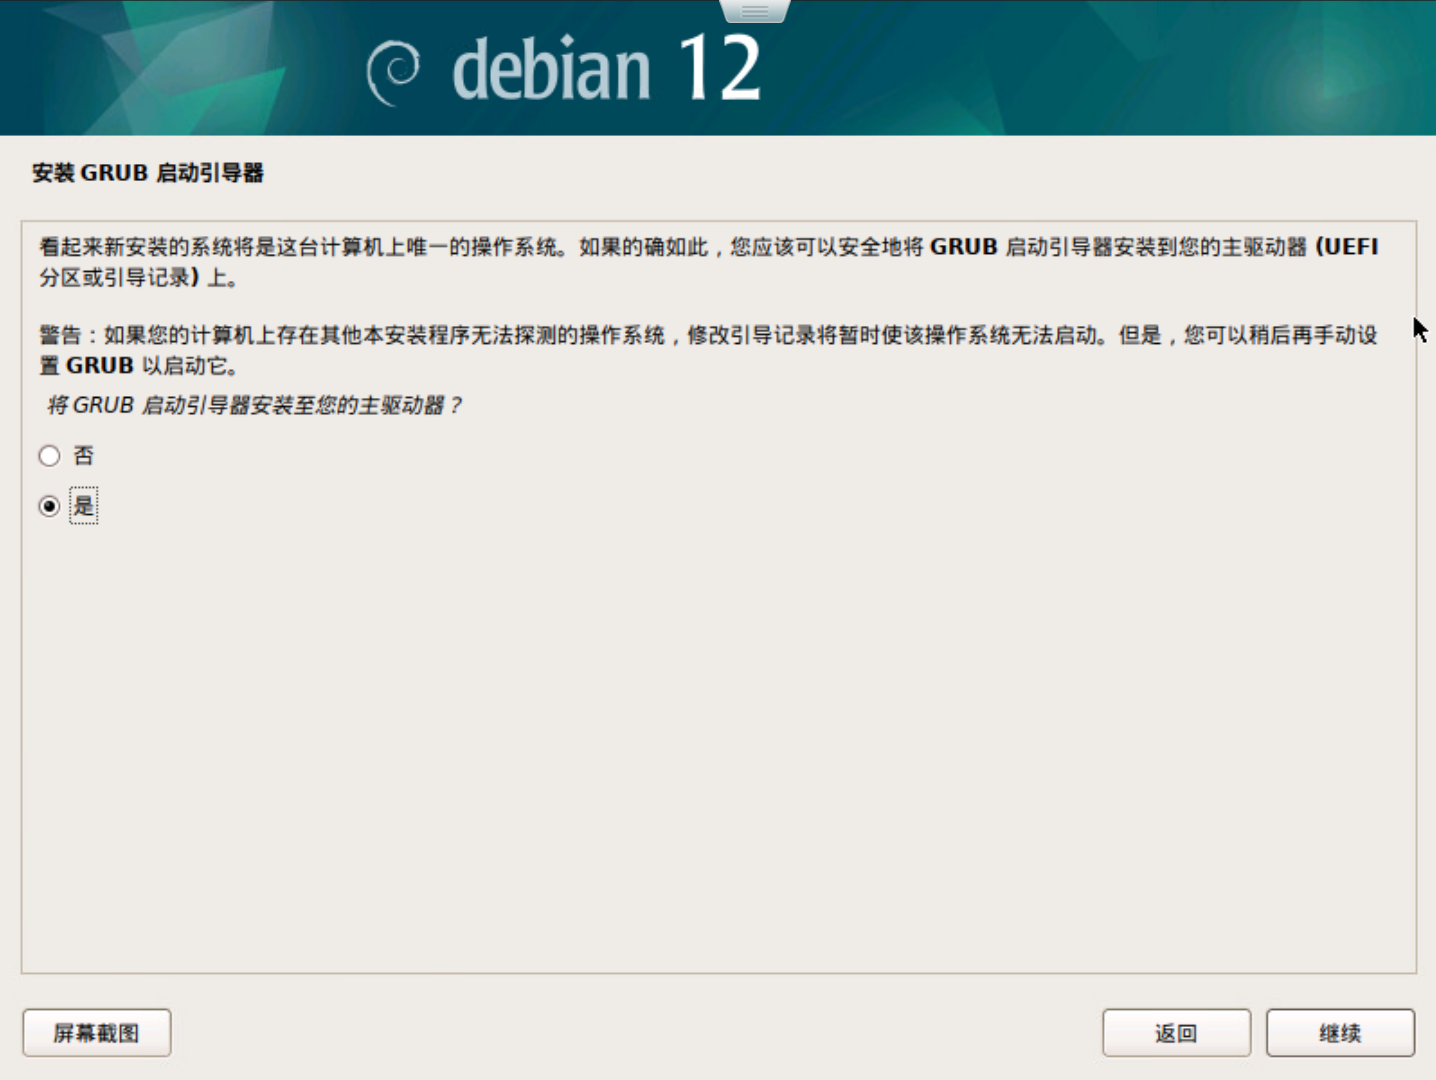 debian 12
安装 GRUB 启动引导器
看起来新安装的系统将是这台计算机上唯一的操作系统。如果的确如此，您应该可以安全地将 GRUB 启动引导器安装到您的主驱动器 (UEFI
分区或引导记录) 上。
警告：如果您的计算机上存在其他本安装程序无法探测的操作系统，修改引导记录将暂时使该操作系统无法启动。但是，您可以稍后再手动设
置 GRUB 以启动它。
将 GRUB 启动引导器安装至您的主驱动器？
否
是
屏幕截图
返回
继续